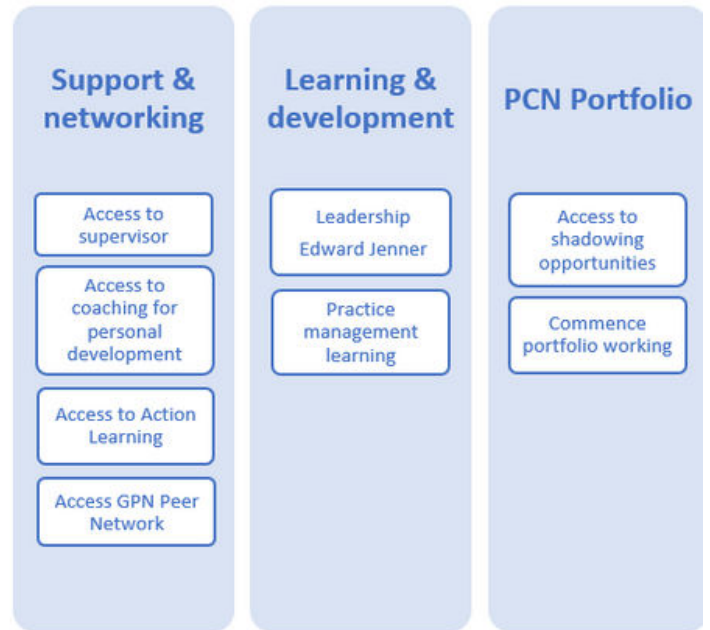 Support &
networking
Access to
supervisor
Access to
coaching for
personal
development
Access to Action
Learning
Access GPN Peer
Network
Learning &
development
Leadership
Edward Jenner
Practice
management
learning
PCN Portfolio
Access to
shadowing
opportunities
Commence
portfolio working